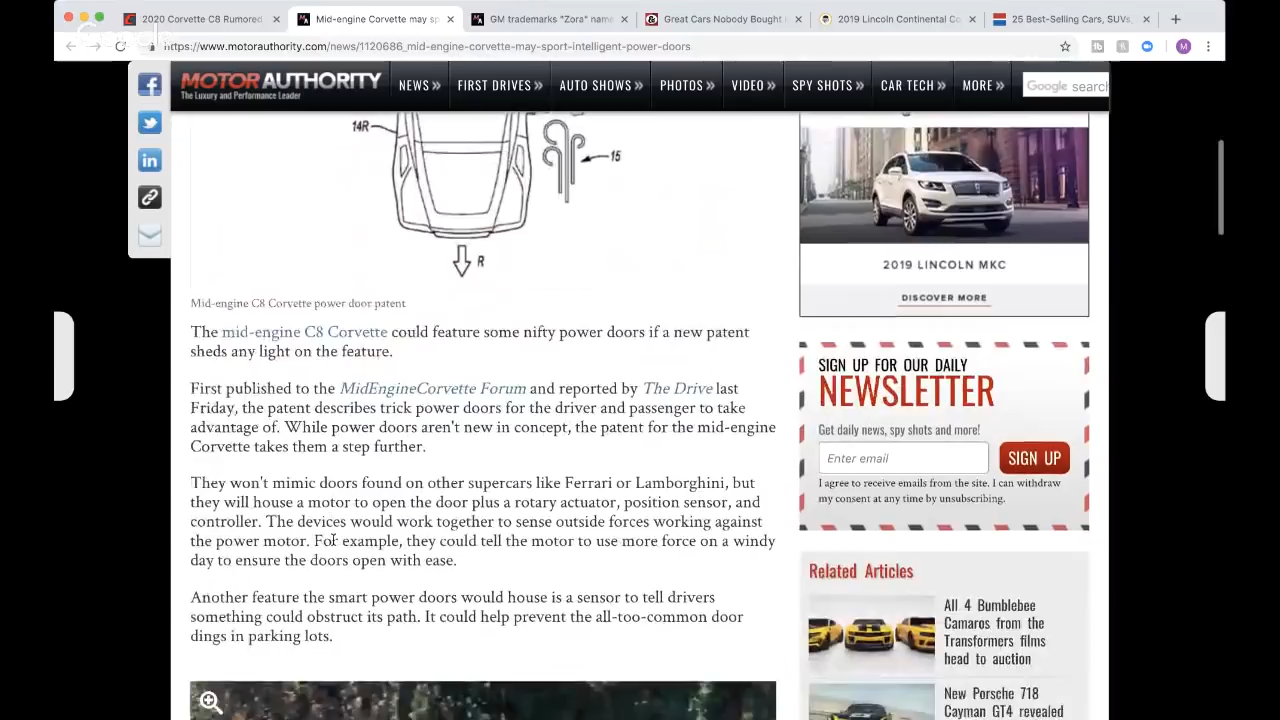 2020 Corvette C8 Rumored
Mid-engine Corvette may sp
GM trademarks "Zora" name
Great Cars Nobody Bought
2019 Lincoln Continental Co
25 Best-Selling Cars, SUVs,
https://www.motorauthority.com/news/1120686_mid-engine-corvette-may-sport-intelligent-power-doors
M
MOTOR AUTHORITY
The Luxury and Performance Leader
NEWS» FIRST DRIVES» AUTO SHOWS» PHOTOS» VIDEO» SPY SHOTS» CAR TECH» MORE»
Google search
14R
15
R
Mid-engine C8 Corvette power door patent
The mid-engine C8 Corvette could feature some nifty power doors if a new patent
sheds any light on the feature.
First published to the MidEngineCorvette Forum and reported by The Drive last
Friday, the patent describes trick power doors for the driver and passenger to take
advantage of. While power doors aren't new in concept, the patent for the mid-engine
Corvette takes them a step further.
They won't mimic doors found on other supercars like Ferrari or Lamborghini, but
they will house a motor to open the door plus a rotary actuator, position sensor, and
controller. The devices would work together to sense outside forces working against
the power motor. For example, they could tell the motor to use more force on a windy
day to ensure the doors open with ease.
Another feature the smart power doors would house is a sensor to tell drivers
something could obstruct its path. It could help prevent the all-too-common door
dings in parking lots.
2019 LINCOLN MKC
DISCOVER MORE
SIGN UP FOR OUR DAILY
NEWSLETTER
Get daily news, spy shots and more!
Enter email
SIGN UP
I agree to receive emails from the site. I can withdraw
my consent at any time by unsubscribing.
Related Articles
All 4 Bumblebee
Camaros from the
Transformers films
head to auction
New Porsche 718
Cayman GT4 revealed